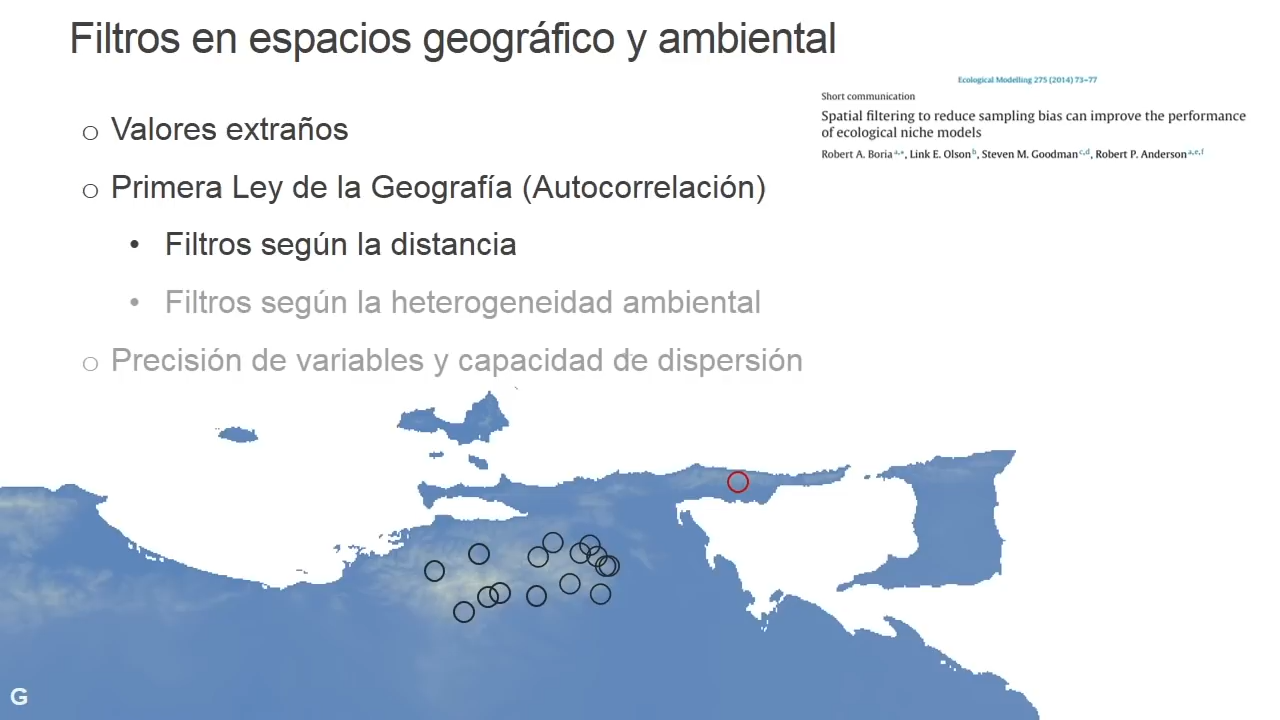 Filtros en espacios geográfico y ambiental
Ecological Modelling 275 (2014) 73–77
Short communication
Spatial filtering to reduce sampling bias can improve the performance
of ecological niche models
Robert A. Boria a,*, Link E. Olson b, Steven M. Goodman c,d, Robert P. Anderson a,e,f
o Valores extraños
o Primera Ley de la Geografía (Autocorrelación)
• Filtros según la distancia
• Filtros según la heterogeneidad ambiental
o Precisión de variables y capacidad de dispersión
G